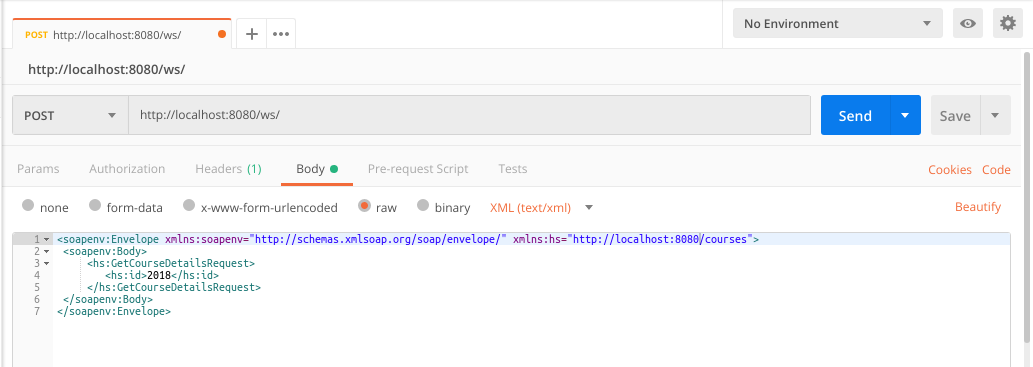 POST http://localhost:8080/ws/
No Environment
http://localhost:8080/ws/
POST http://localhost:8080/ws/ Send Save
Params Authorization Headers (1) Body Pre-request Script Tests Cookies Code
none form-data x-www-form-urlencoded raw binary XML (text/xml) Beautify
1 <soapenv:Envelope xmlns:soapenv="http://schemas.xmlsoap.org/soap/envelope/" xmlns:hs="http://localhost:8080/courses">
2 <soapenv:Body>
3 <hs:GetCourseDetailsRequest>
4 <hs:id>2018</hs:id>
5 </hs:GetCourseDetailsRequest>
6 </soapenv:Body>
7 </soapenv:Envelope>